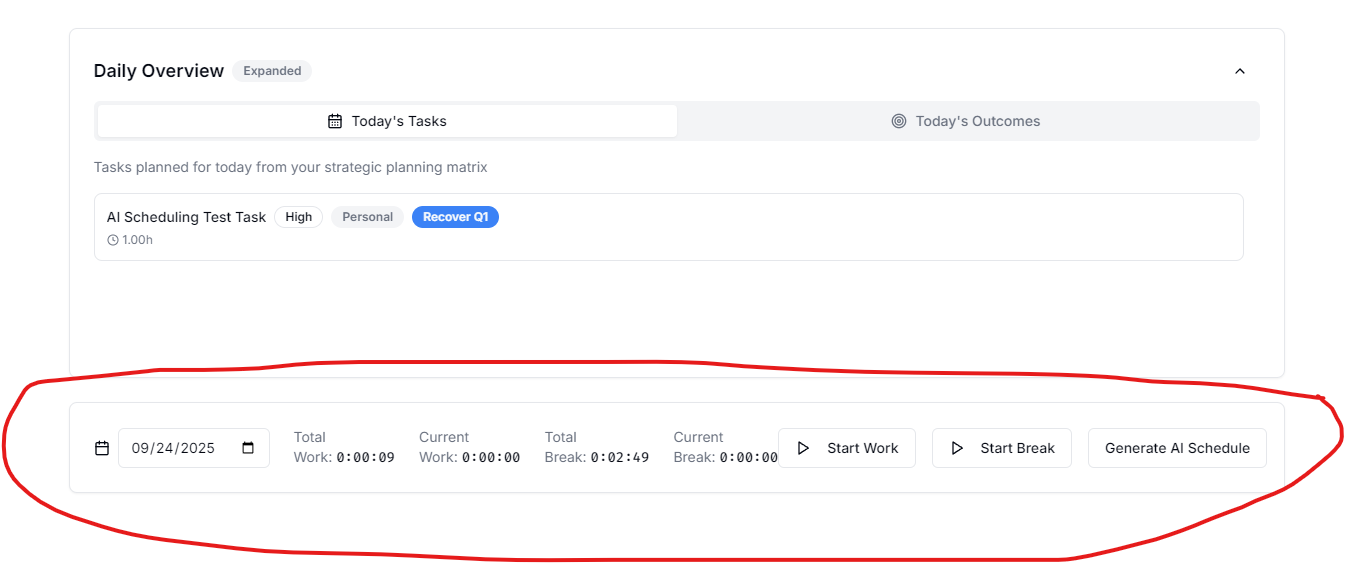 Daily Overview Expanded
Today's Tasks Today's Outcomes
Tasks planned for today from your strategic planning matrix
AI Scheduling Test Task High Personal Recover Q1
1.00h
09/24/2025
Total
Work: 0:00:09
Current
Work: 0:00:00
Total
Break: 0:02:49
Current
Break: 0:00:00
Start Work
Start Break
Generate AI Schedule